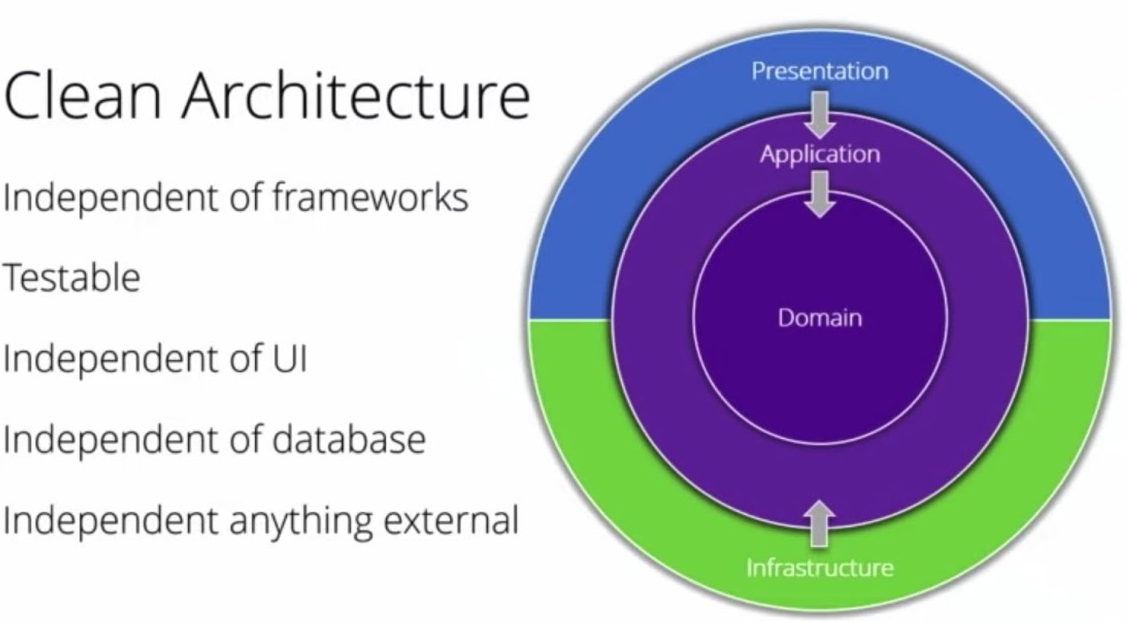 Clean Architecture
Independent of frameworks
Testable
Independent of UI
Independent of database
Independent anything external
Presentation
Application
Domain
Infrastructure